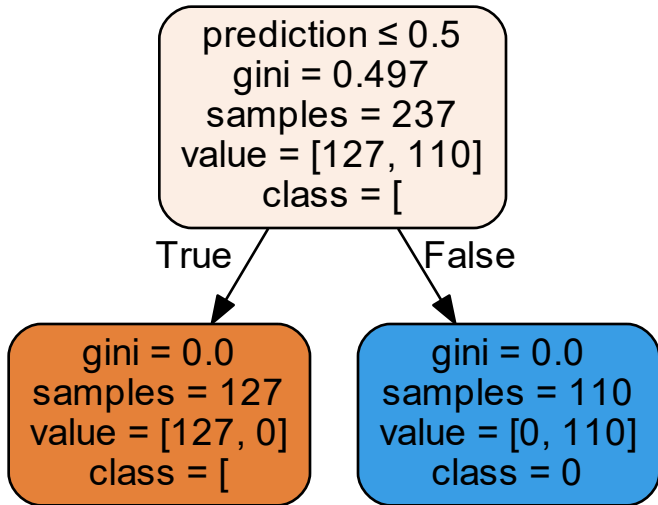 prediction ≤ 0.5
gini = 0.497
samples = 237
value = [127, 110]
class = [
True
False
gini = 0.0
samples = 127
value = [127, 0]
class = [
gini = 0.0
samples = 110
value = [0, 110]
class = 0